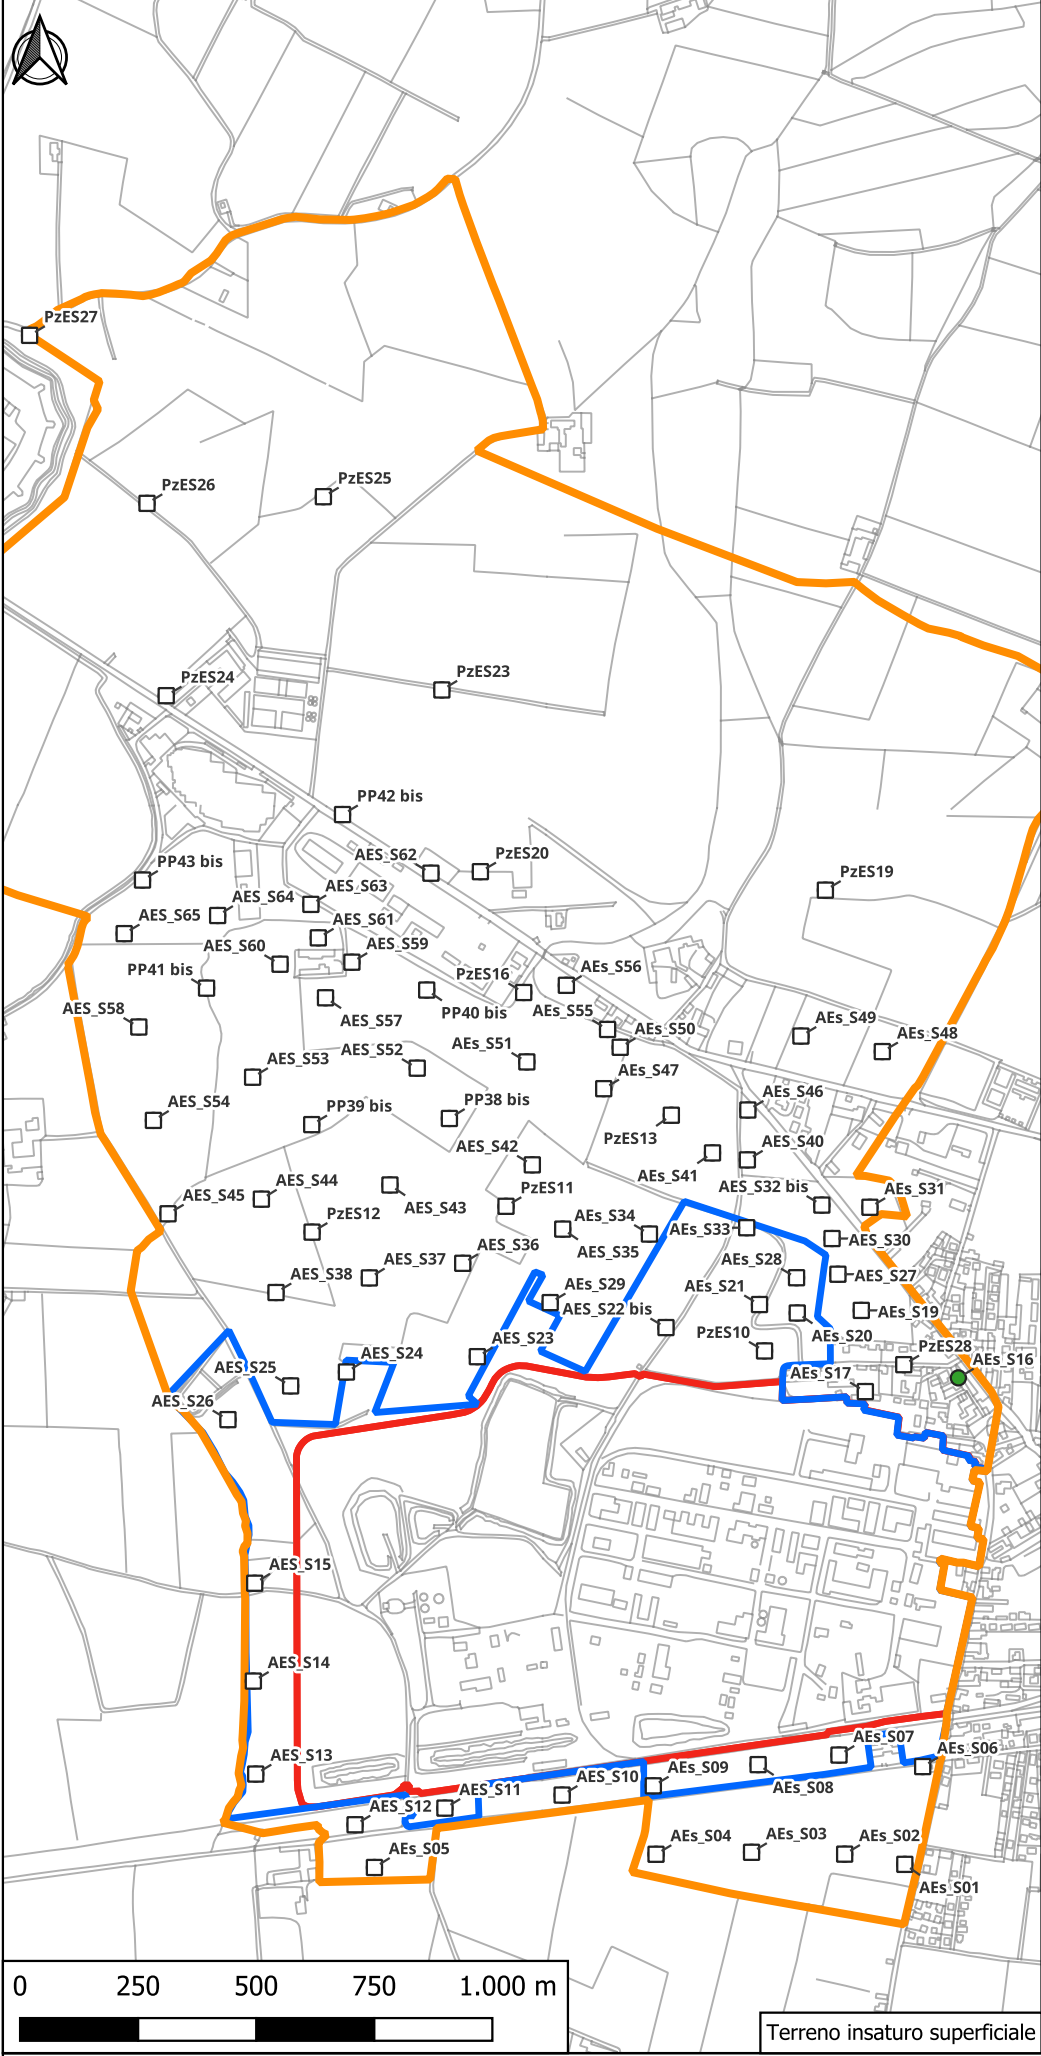 PzES27
PzES26
PzES25
PzES24
PzES23
PP42 bis
AES_S62
PzES20
PP43 bis
AES_S63
PzES19
AES_S64
AES_S65
AES_S61
AES_S60
AES_S59
PP41 bis
PzES16
AEs_S56
AES_S58
AES_S57
PP40 bis
AEs_S55
AEs_S50
AEs_S49
AEs_S48
AES_S53
AES_S52
AEs_S51
AEs_S47
AES_S54
PP39 bis
PP38 bis
PzES13
AEs_S46
AES_S42
AEs_S41
AES_S40
AES_S45
AES_S44
AES_S43
PzES11
AES_S32 bis
AEs_S31
PzES12
AEs_S34
AEs_S35
AEs_S33
AEs_S30
AES_S38
AES_S37
AES_S36
AEs_S28
AES_S27
AEs_S29
AEs_S21
AEs_S22 bis
AEs_S19
AEs_S20
PzES10
PzES28
AES_S23
AEs_S16
AES_S25
AES_S24
AEs_S17
AES_S26
AES_S15
AES_S14
AES_S13
AEs_S07
AEs_S06
AES_S10
AEs_S09
AEs_S08
AES_S12
AES_S11
AEs_S05
AEs_S04
AEs_S03
AEs_S02
AEs_S01
0 250 500 750 1.000 m
Terreno insaturo superficiale